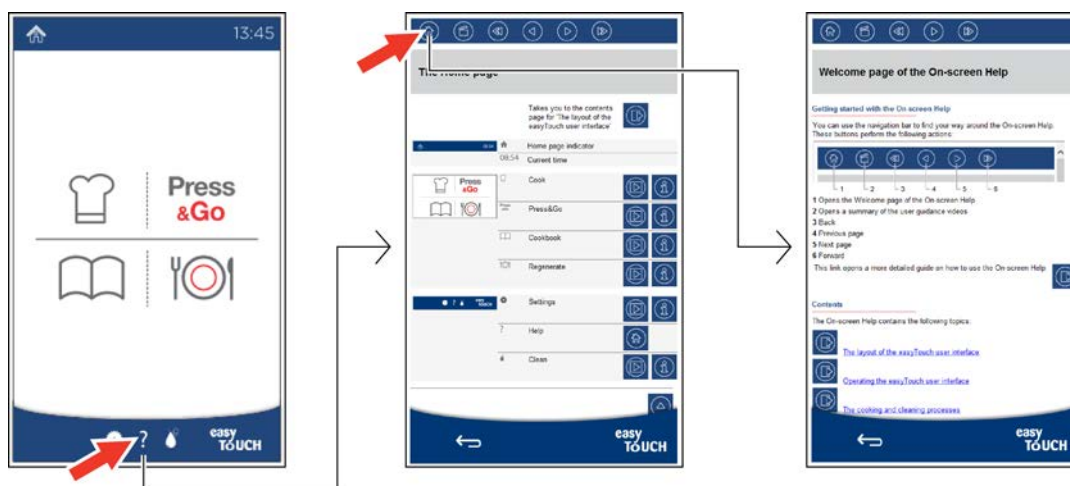 13:45
Press
&Go
easy
TOUCH
The Home page
Takes you to the contents
page for 'The layout of the
easyTouch user interface'
Home page indicator
08:54 Current time
Press
&Go
Cook
Press&Go
Cookbook
Regenerate
Settings
? Help
Clean
easy
TOUCH
Welcome page of the On-screen Help
Getting started with the On-screen Help
You can use the navigation bar to find your way around the On-screen Help.
These buttons perform the following actions:
1 2 3 4 5 6
1 Opens the Welcome page of the On-screen Help
2 Opens a summary of the user guidance videos
3 Back
4 Previous page
5 Next page
6 Forward
This link opens a more detailed guide on how to use the On-screen Help
Contents
The On-screen Help contains the following topics:
The layout of the easyTouch user interface
Operating the easyTouch user interface
The cooking and cleaning processes
easy
TOUCH